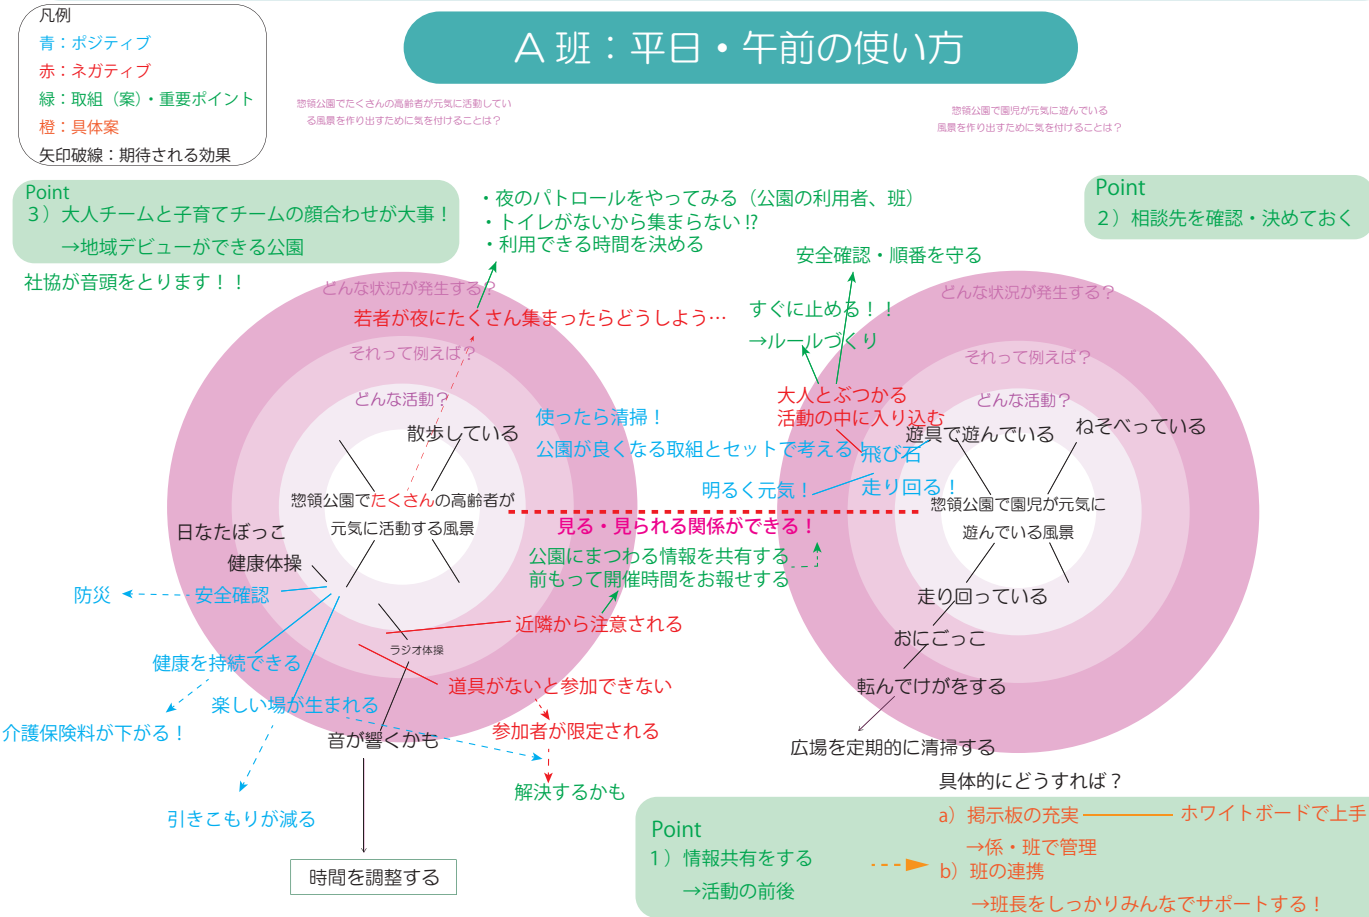 凡例
青：ポジティブ
赤：ネガティブ
緑：取組（案）・重要ポイント
橙：具体案
矢印破線：期待される効果
A班：平日・午前の使い方
惣領公園でたくさんの高齢者が元気に活動してい
る風景を作り出すために気を付けることは？
惣領公園で園児が元気に遊んでいる
風景を作り出すために気を付けることは？
Point
3）大人チームと子育てチームの顔合わせが大事！
→地域デビューができる公園
社協が音頭をとります！！
・夜のパトロールをやってみる（公園の利用者、班）
・トイレがないから集まらない!?
・利用できる時間を決める
Point
2）相談先を確認・決めておく
安全確認・順番を守る
すぐに止める！！
→ルールづくり
どんな状況が発生する？
若者が夜にたくさん集まったらどうしよう…
それって例えば？
どんな活動？
散歩している
惣領公園でたくさんの高齢者が
元気に活動する風景
日なたぼっこ
健康体操
安全確認
防災
健康を持続できる
介護保険料が下がる！
楽しい場が生まれる
引きこもりが減る
ラジオ体操
音が響くかも
時間を調整する
近隣から注意される
道具がないと参加できない
参加者が限定される
解決するかも
使ったら清掃！
公園が良くなる取組とセットで考える！
明るく元気！
見る・見られる関係ができる！
公園にまつわる情報を共有する
前もって開催時間をお報せする
どんな状況が発生する？
それって例えば？
どんな活動？
大人とぶつかる
活動の中に入り込む
遊具で遊んでいる
ねそべっている
飛び石
走り回る！
惣領公園で園児が元気に
遊んでいる風景
走り回っている
おにごっこ
転んでけがをする
広場を定期的に清掃する
具体的にどうすれば？
Point
1）情報共有をする
→活動の前後
a）掲示板の充実
ホワイトボードで上手
→係・班で管理
b）班の連携
→班長をしっかりみんなでサポートする！